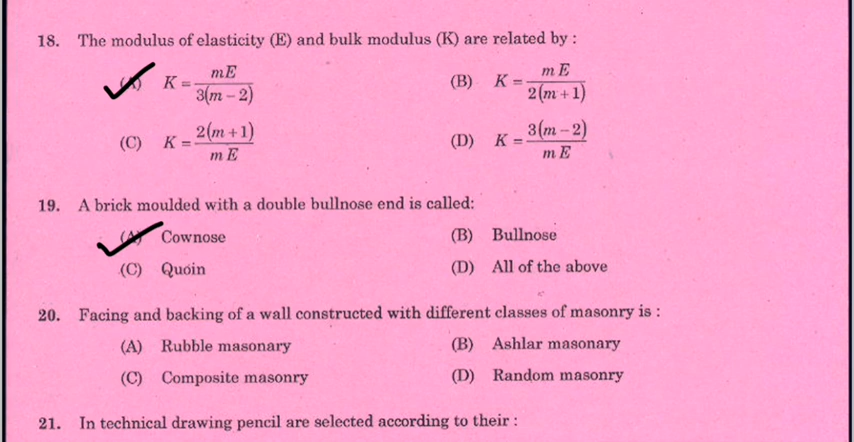 18. The modulus of elasticity (E) and bulk modulus (K) are related by :
(A) K = mE / 3(m – 2) (B) K = m E / 2(m + 1)
(C) K = 2(m + 1) / m E (D) K = 3(m – 2) / m E
19. A brick moulded with a double bullnose end is called:
(A) Cownose (B) Bullnose
(C) Quoin (D) All of the above
20. Facing and backing of a wall constructed with different classes of masonry is :
(A) Rubble masonary (B) Ashlar masonary
(C) Composite masonry (D) Random masonry
21. In technical drawing pencil are selected according to their :